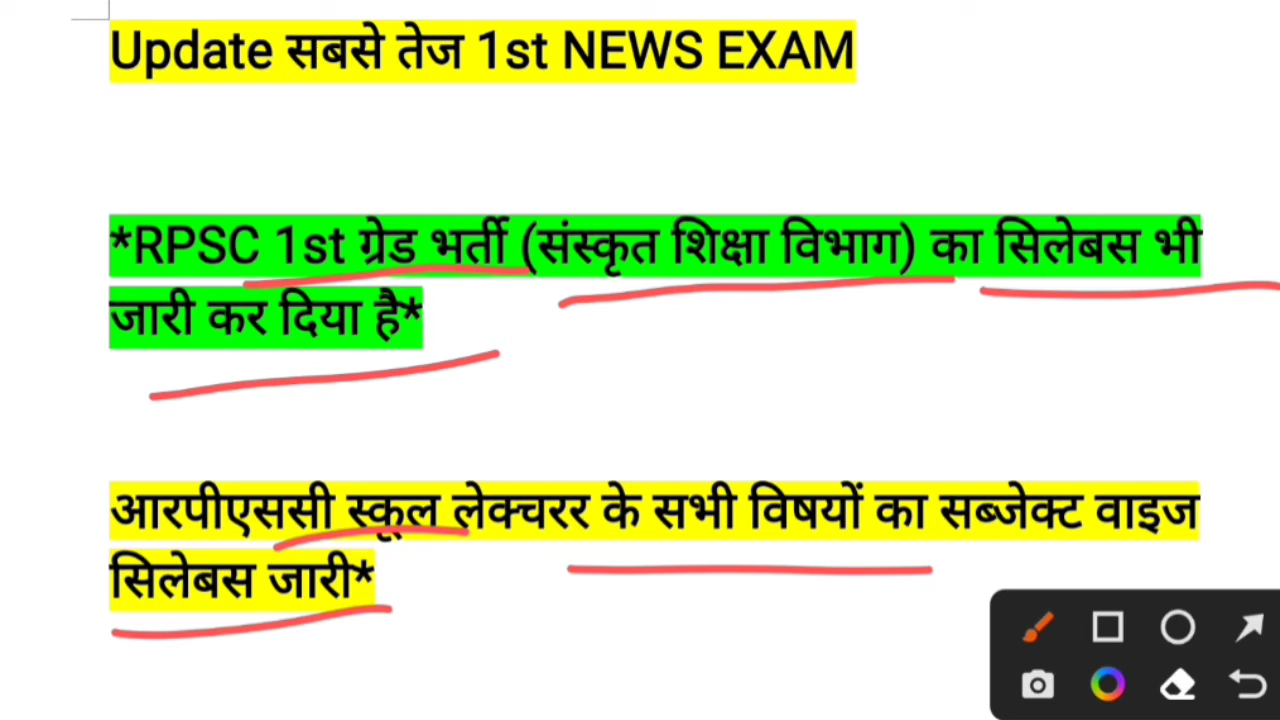 Update सबसे तेज 1st NEWS EXAM
*RPSC 1st ग्रेड भर्ती (संस्कृत शिक्षा विभाग) का सिलेबस भी
जारी कर दिया है*
आरपीएससी स्कूल लेक्चरर के सभी विषयों का सब्जेक्ट वाइज
सिलेबस जारी*